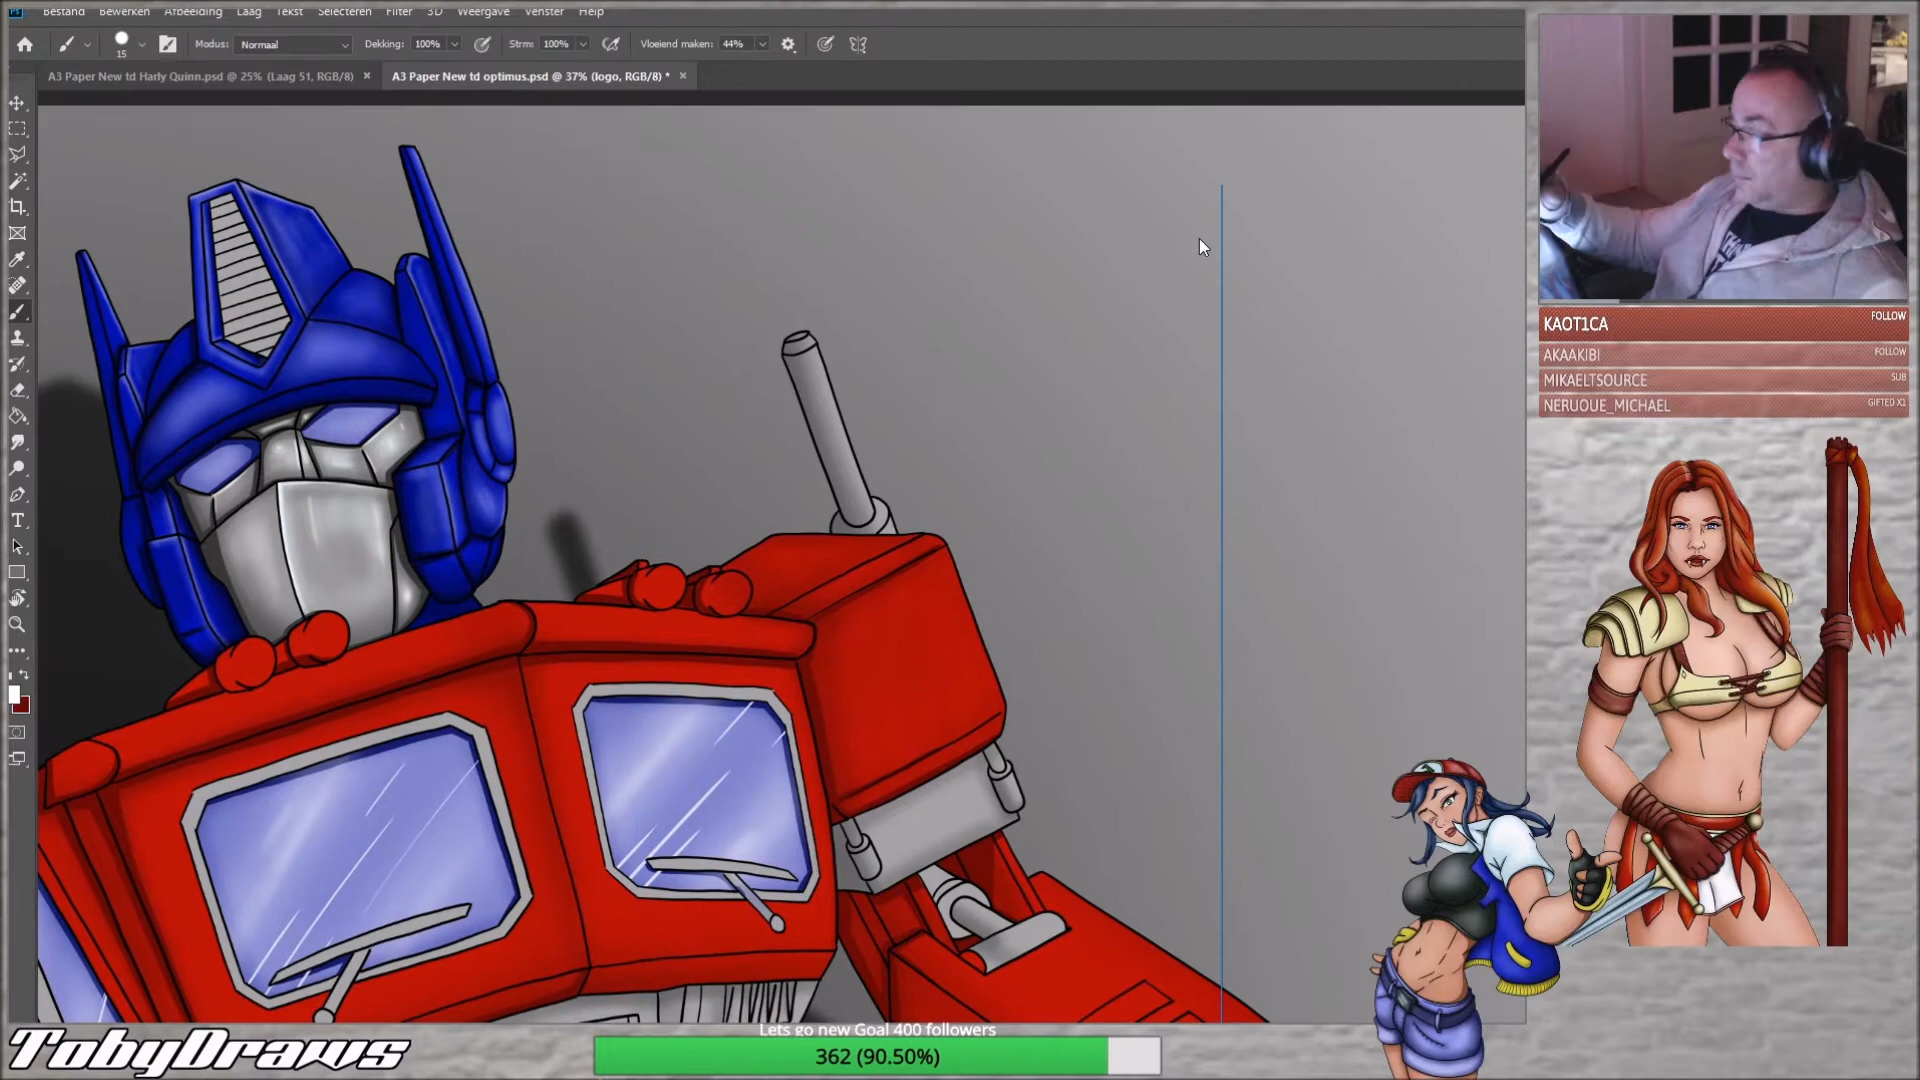 Bestand Bewerken Afbeelding Laag Tekst Selecteren Filter 3D Weergave Venster Help
15 Modus: Normaal Dekking: 100% Strm: 100% Vloeiend maken: 44%
A3 Paper New td Harly Quinn.psd @ 25% (Laag 51, RGB/8) × A3 Paper New td optimus.psd @ 37% (logo, RGB/8) * ×
KAOT1CA FOLLOW
AKAAKIBI FOLLOW
MIKAELTSOURCE SUB
NERUOUE_MICHAEL GIFTED X1
TobyDraws
Lets go new Goal 400 followers
362 (90.50%)